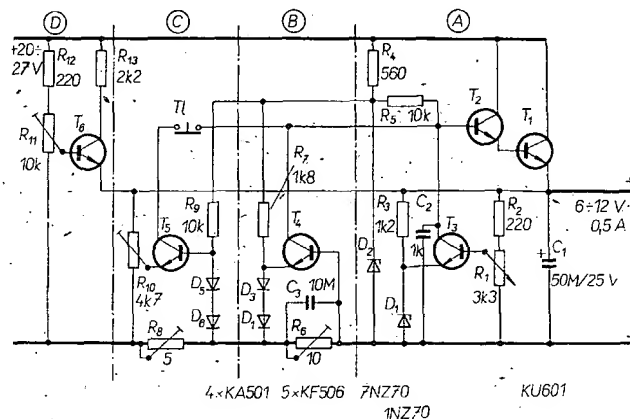 D
C
B
A
+20÷
27V
R12
220
R13
2k2
R4
560
T6
Tl
R5 10k
T2
T1
R11
10k
R7
1k8
R9
10k
T5
T4
R3
1k2
C2
1k
T3
R2
220
6÷12 V
0,5 A
D2
R10
4k7
D5
D3
C3 10M
R1
3k3
C1
+
50M/25 V
D6
D1
D1
R8
5
R6
10
4×KA501 5×KF506 7NZ70 KU601
1NZ70